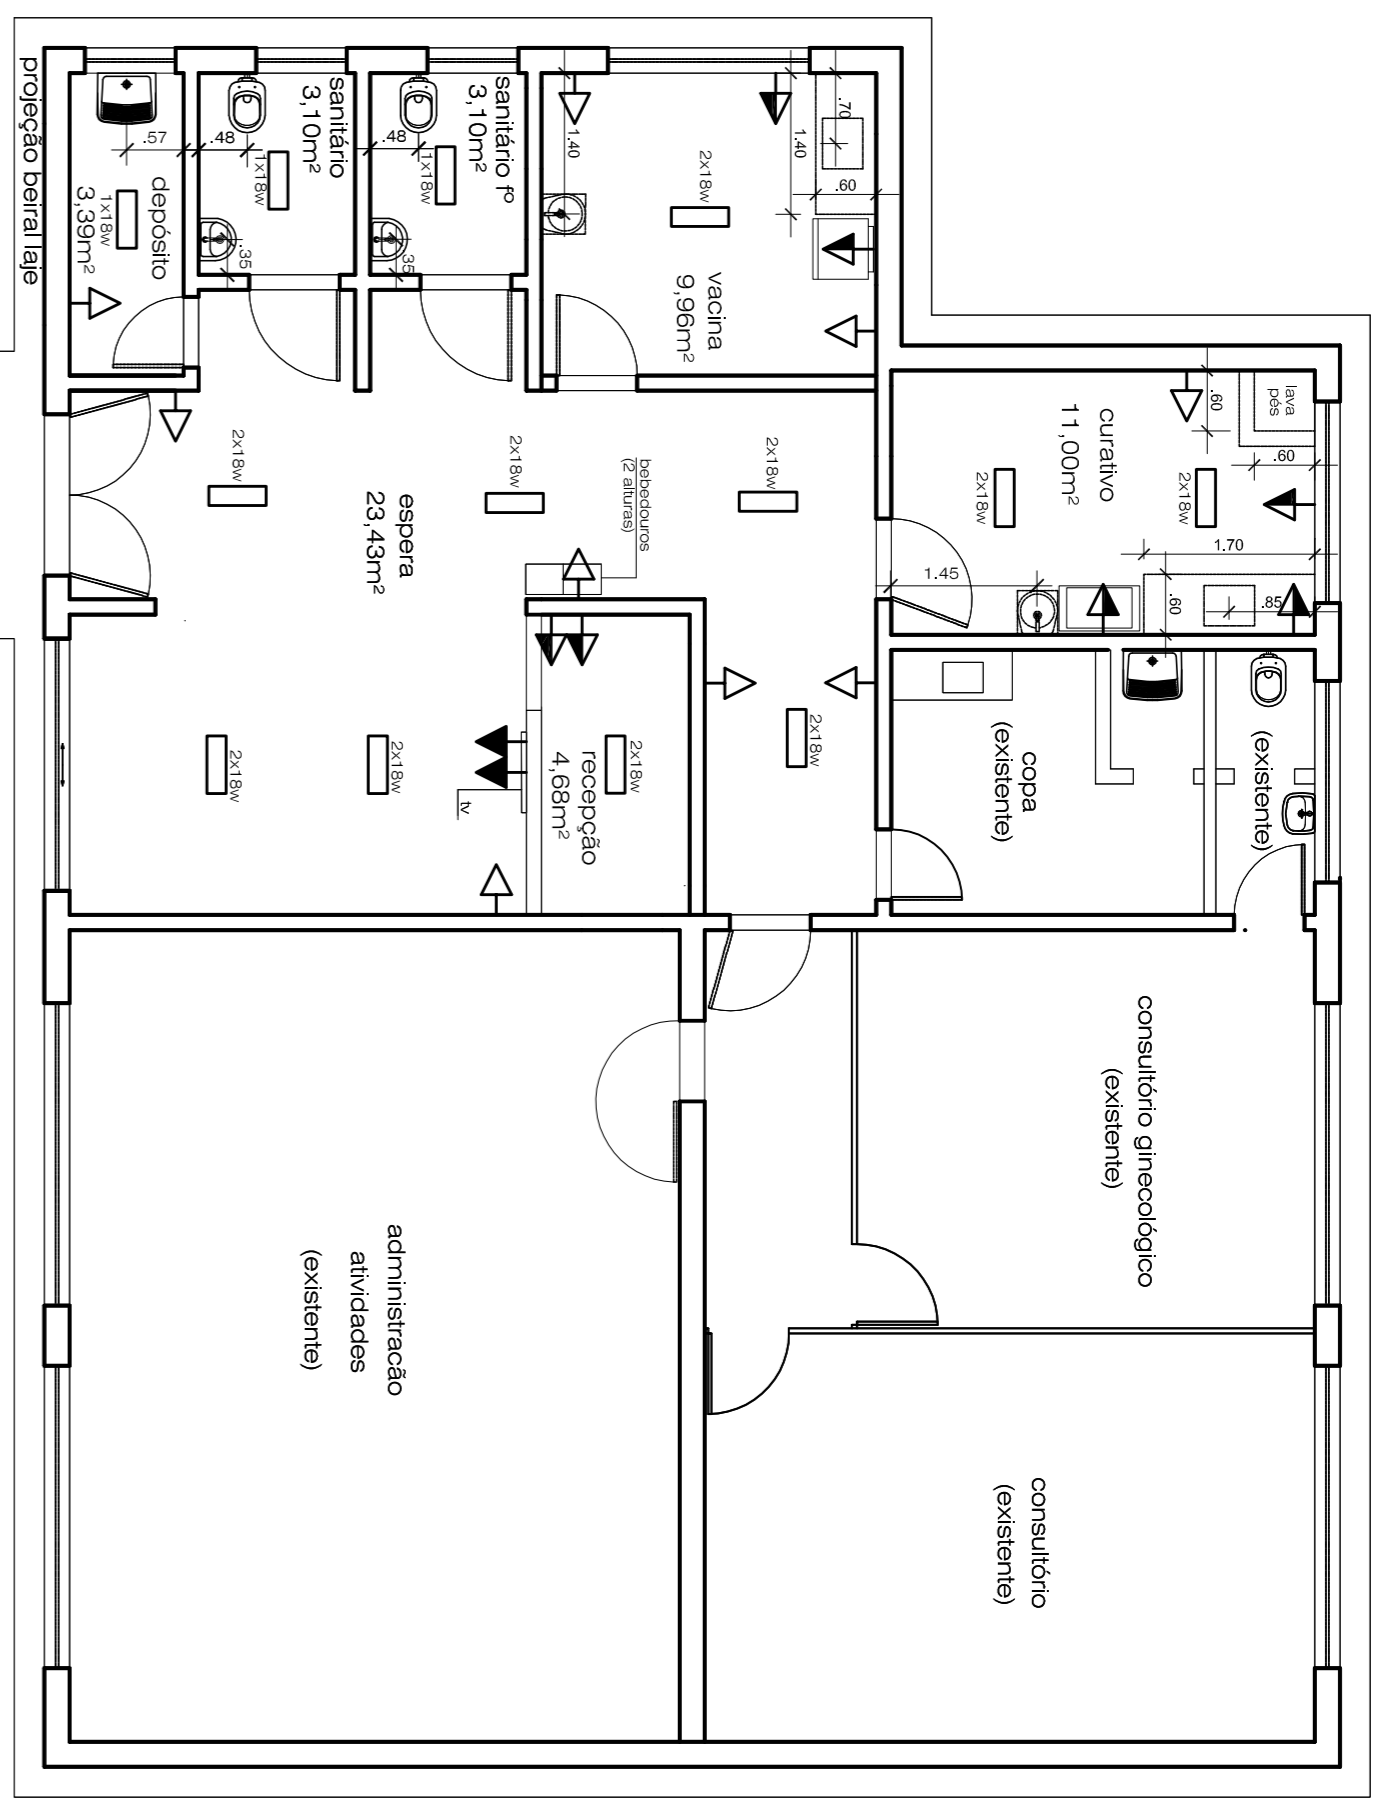 projeção beiral laje
depósito
3,39m²
1x18w
.57
.48
sanitário
3,10m²
1x18w
.35
.48
sanitário fº
3,10m²
1x18w
.35
1.40
vacina
9,96m²
2x18w
1.40
.70
.60
curativo
11,00m²
2x18w
2x18w
lava
pés
.60
.60
1.70
.60
.85
1.45
espera
23,43m²
2x18w
2x18w
2x18w
2x18w
2x18w
2x18w
bebedouros
(2 alturas)
recepção
4,68m²
2x18w
tv
copa
(existente)
(existente)
consultório ginecológico
(existente)
consultório
(existente)
administracão
atividades
(existente)